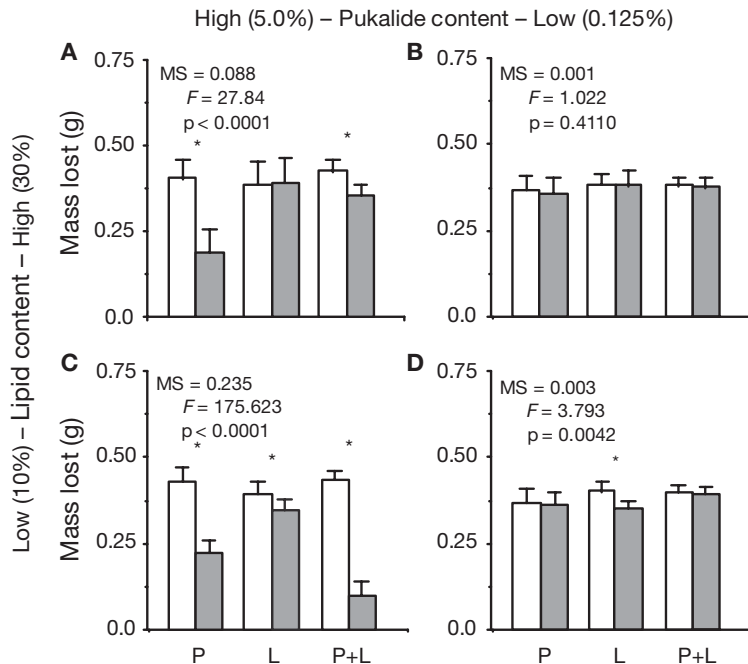 High (5.0%) – Pukalide content – Low (0.125%)
Low (10%) – Lipid content – High (30%)
A
0.75
0.50
0.25
0.0
Mass lost (g)
MS = 0.088
F = 27.84
p < 0.0001
*
*
B
0.75
0.50
0.25
0.0
MS = 0.001
F = 1.022
p = 0.4110
C
0.75
0.50
0.25
0.0
Mass lost (g)
MS = 0.235
F = 175.623
p < 0.0001
*
*
*
P
L
P+L
D
0.75
0.50
0.25
0.0
MS = 0.003
F = 3.793
p = 0.0042
*
P
L
P+L